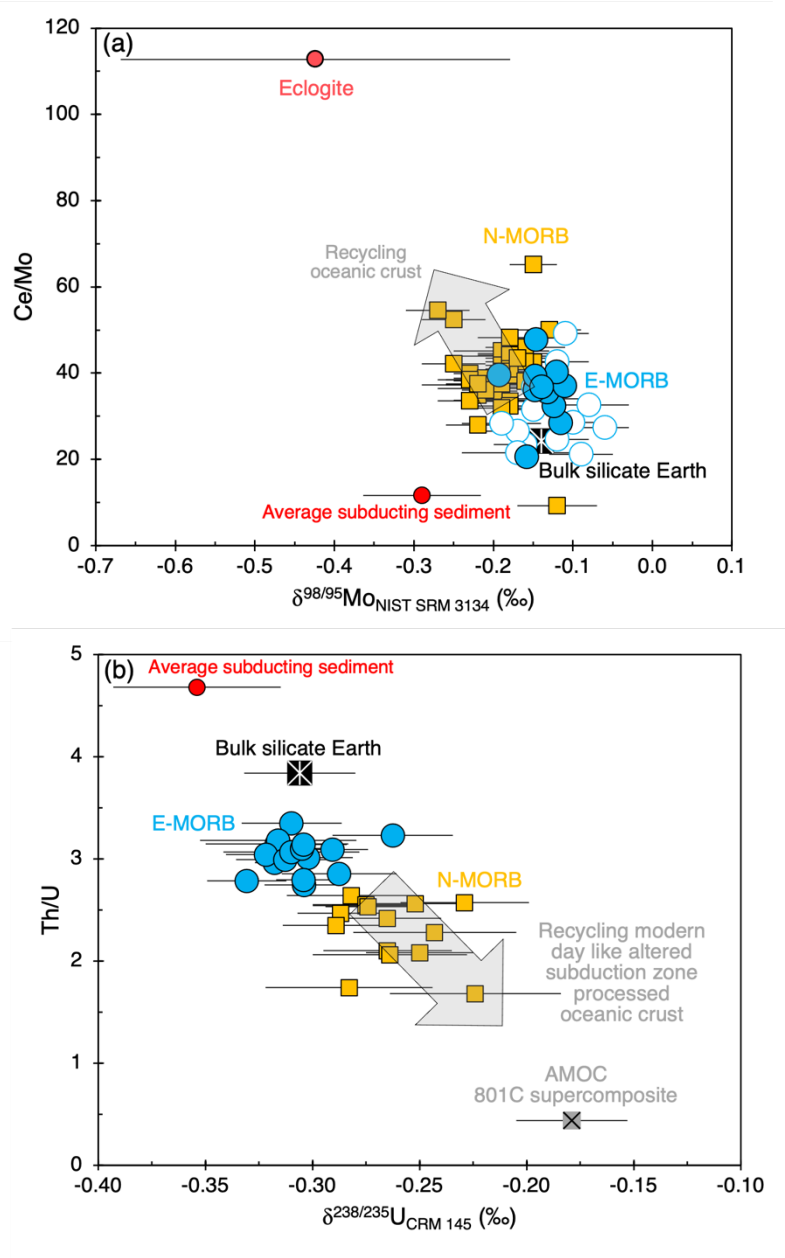 (a)
120
100
80
60
40
20
0
Ce/Mo
Eclogite
N-MORB
Recycling
oceanic crust
E-MORB
Bulk silicate Earth
Average subducting sediment
-0.7 -0.6 -0.5 -0.4 -0.3 -0.2 -0.1 0.0 0.1
δ98/95Mo NIST SRM 3134 (‰)
(b)
5
4
3
2
1
0
Th/U
Average subducting sediment
Bulk silicate Earth
E-MORB
N-MORB
Recycling modern
day like altered
subduction zone
processed
oceanic crust
AMOC
801C supercomposite
-0.40 -0.35 -0.30 -0.25 -0.20 -0.15 -0.10
δ238/235U CRM 145 (‰)